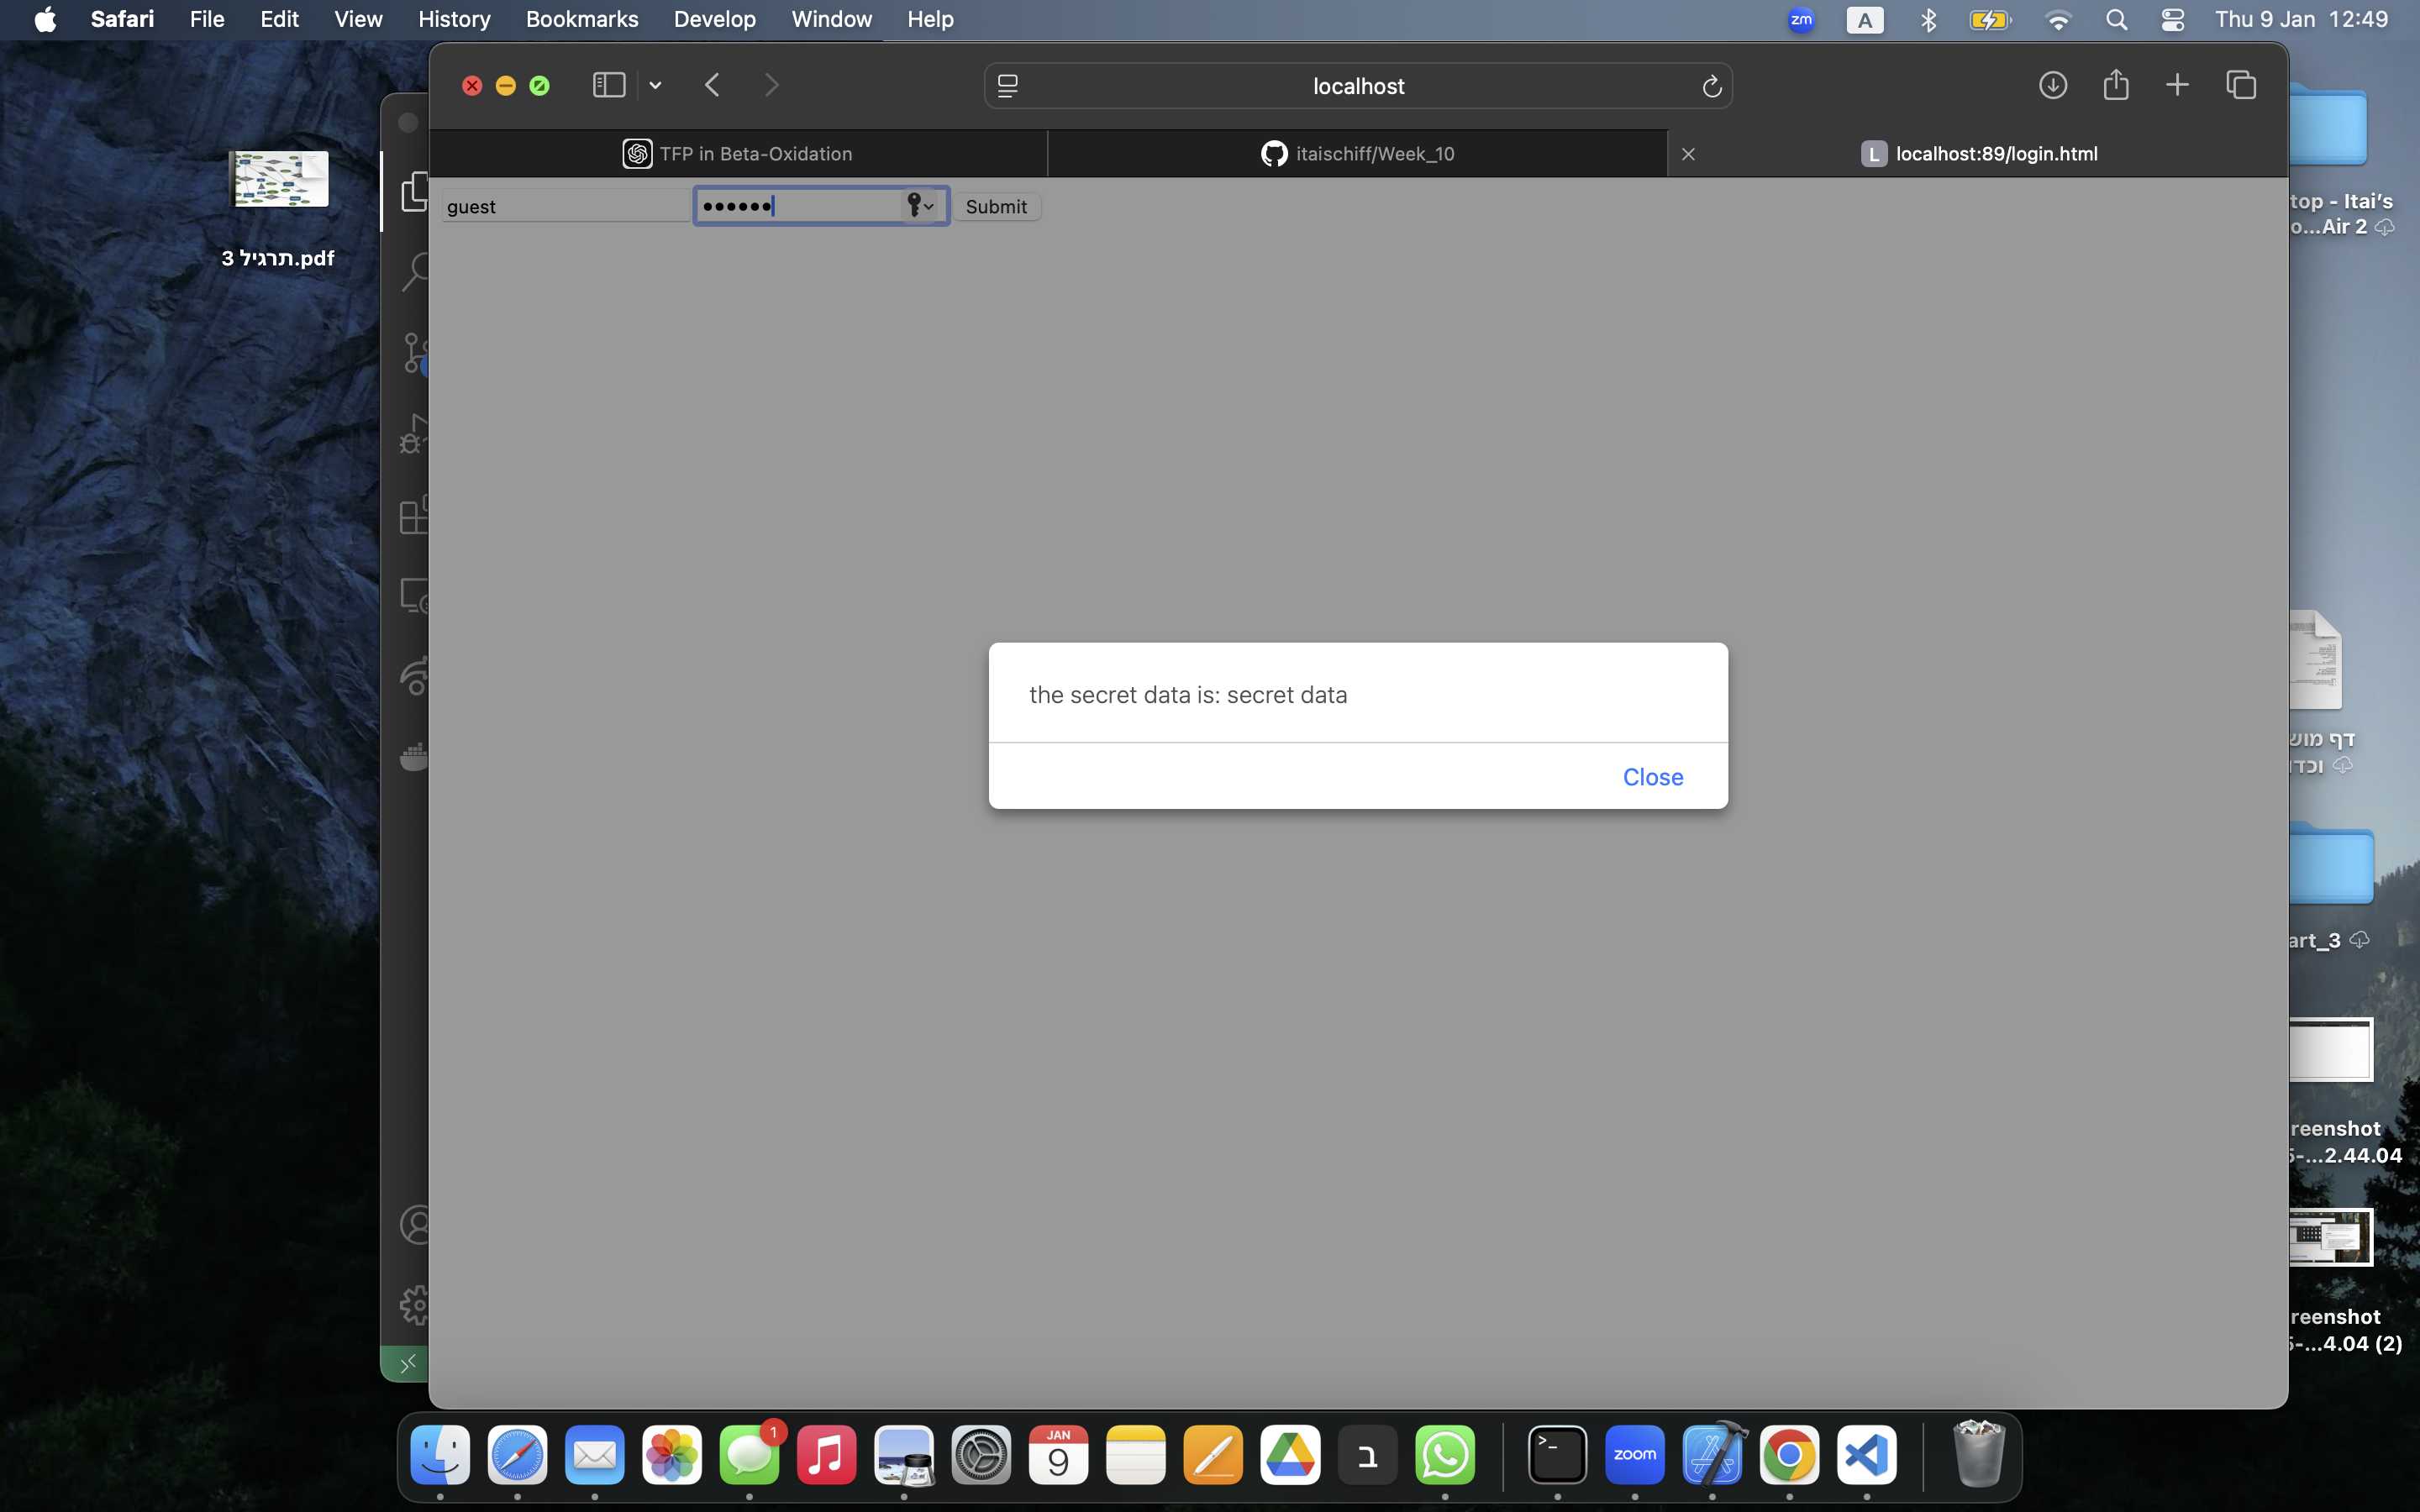 Safari File Edit View History Bookmarks Develop Window Help
zm A Thu 9 Jan 12:49
localhost
TFP in Beta-Oxidation
itaischiff/Week_10
L localhost:89/login.html
guest
••••••
Submit
the secret data is: secret data
Close
תרגיל 3.pdf
top - Itai's
o...Air 2
דף מוש
וכדו
art_3
reenshot
5-...2.44.04
reenshot
5-...4.04 (2)
1
JAN
9
ב
>_
zoom